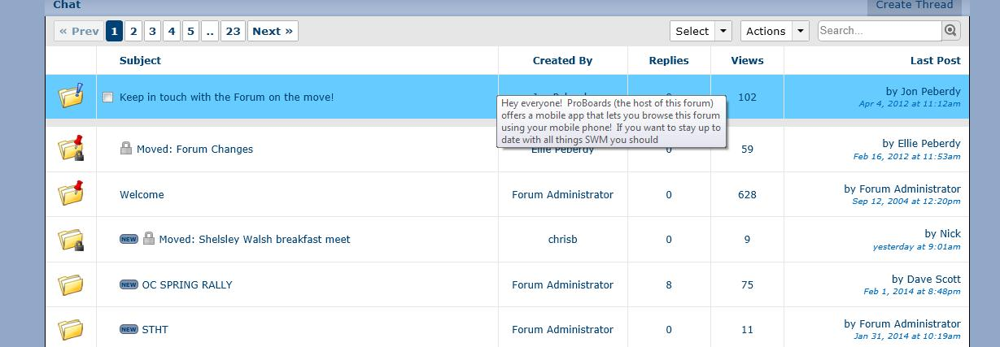 Chat Create Thread
« Prev 1 2 3 4 5 .. 23 Next » Select Actions Search...
Subject Created By Replies Views Last Post
Keep in touch with the Forum on the move! 102 by Jon Peberdy
Apr 4, 2012 at 11:12am
Hey everyone! ProBoards (the host of this forum)
offers a mobile app that lets you browse this forum
using your mobile phone! If you want to stay up to
date with all things SWM you should
Moved: Forum Changes Ellie Peberdy 0 59 by Ellie Peberdy
Feb 16, 2012 at 11:53am
Welcome Forum Administrator 0 628 by Forum Administrator
Sep 12, 2004 at 12:20pm
NEW Moved: Shelsley Walsh breakfast meet chrisb 0 9 by Nick
yesterday at 9:01am
NEW OC SPRING RALLY Forum Administrator 8 75 by Dave Scott
Feb 1, 2014 at 8:48pm
NEW STHT Forum Administrator 0 11 by Forum Administrator
Jan 31, 2014 at 10:19am